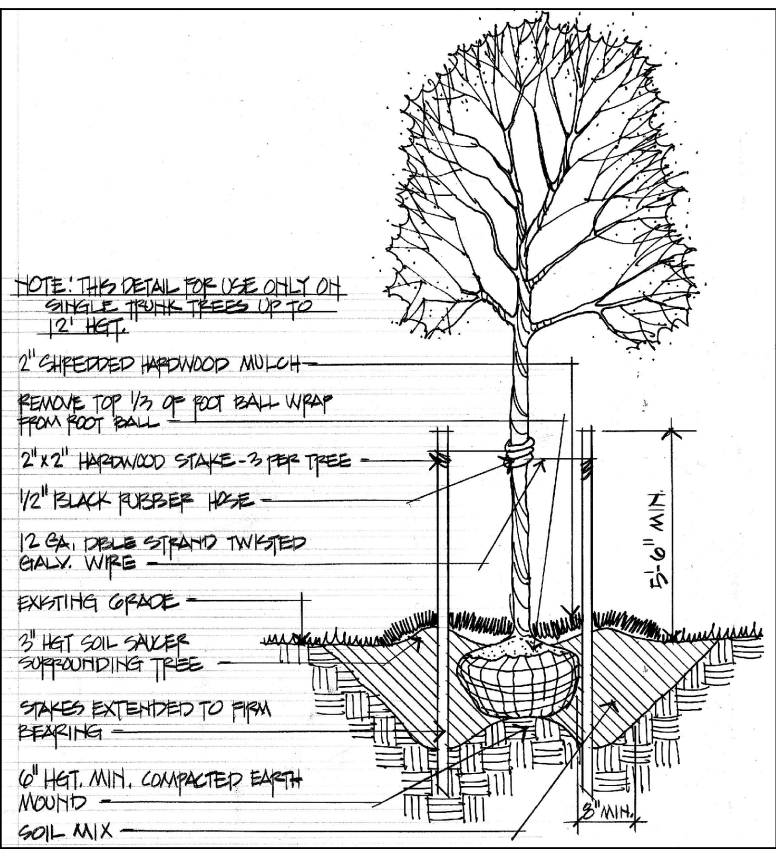 NOTE: THIS DETAIL FOR USE ONLY ON
SINGLE TRUNK TREES UP TO
12' HGT.
2" SHREDDED HARDWOOD MULCH
REMOVE TOP 1/3 OF ROOT BALL WRAP
FROM ROOT BALL
2"X2" HARDWOOD STAKE-3 PER TREE
1/2" BLACK RUBBER HOSE
12 GA. DBLE STRAND TWISTED
GALV. WIRE
EXISTING GRADE
3" HGT SOIL SAUCER
SURROUNDING TREE
STAKES EXTENDED TO FIRM
BEARING
6" HGT. MIN. COMPACTED EARTH
MOUND
SOIL MIX
5'-6" MIN.
8" MIN.